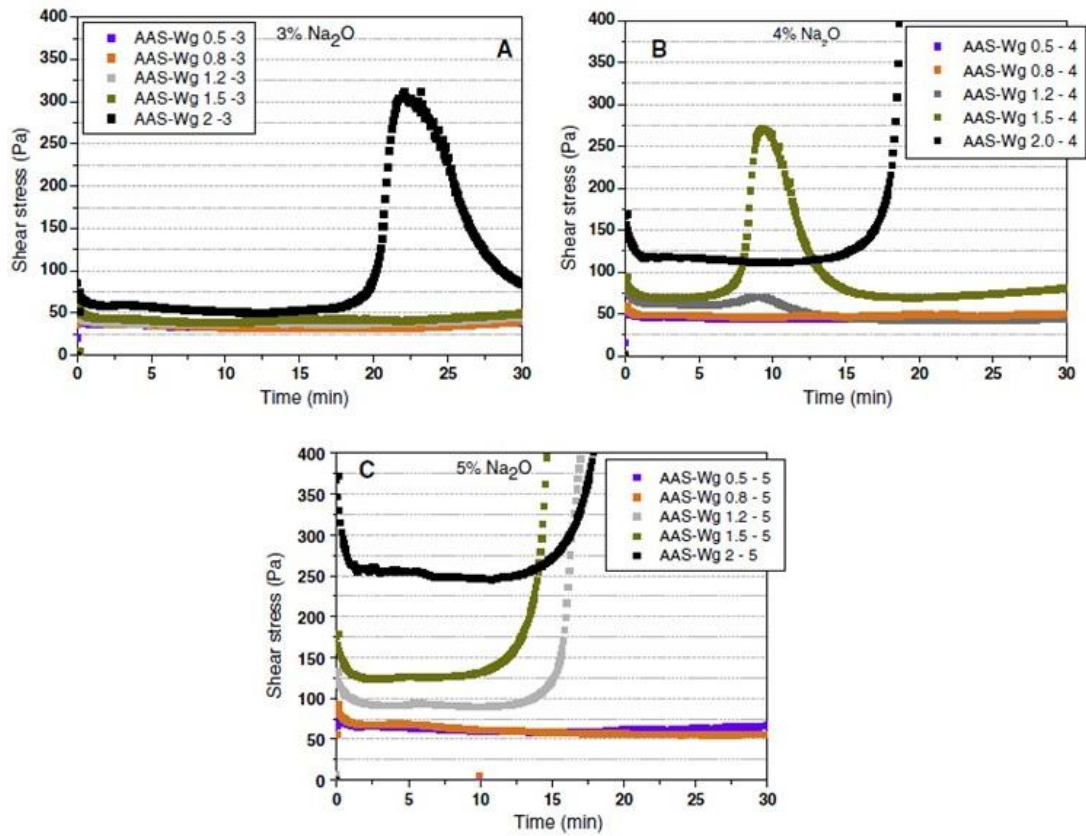 400
350
300
250
200
150
100
50
0
Shear stress (Pa)
AAS-Wg 0.5 -3
AAS-Wg 0.8 -3
AAS-Wg 1.2 -3
AAS-Wg 1.5 -3
AAS-Wg 2 -3
3% Na₂O
A
0 5 10 15 20 25 30
Time (min)
400
350
300
250
200
150
100
50
0
Shear stress (Pa)
B
4% Na₂O
AAS-Wg 0.5 - 4
AAS-Wg 0.8 - 4
AAS-Wg 1.2 - 4
AAS-Wg 1.5 - 4
AAS-Wg 2.0 - 4
0 5 10 15 20 25 30
Time (min)
400
350
300
250
200
150
100
50
0
Shear stress (Pa)
C
5% Na₂O
AAS-Wg 0.5 - 5
AAS-Wg 0.8 - 5
AAS-Wg 1.2 - 5
AAS-Wg 1.5 - 5
AAS-Wg 2 - 5
0 5 10 15 20 25 30
Time (min)